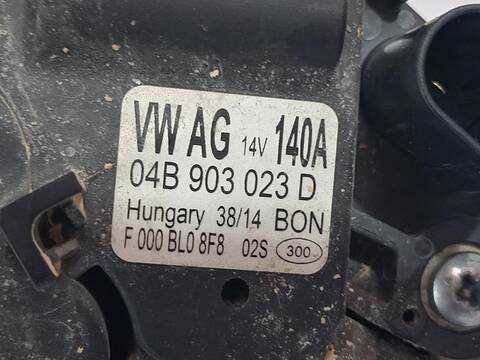 VW AG 14V 140A
04B 903 023 D
Hungary 38/14 BON
F 000 BL0 8F8 02S 300